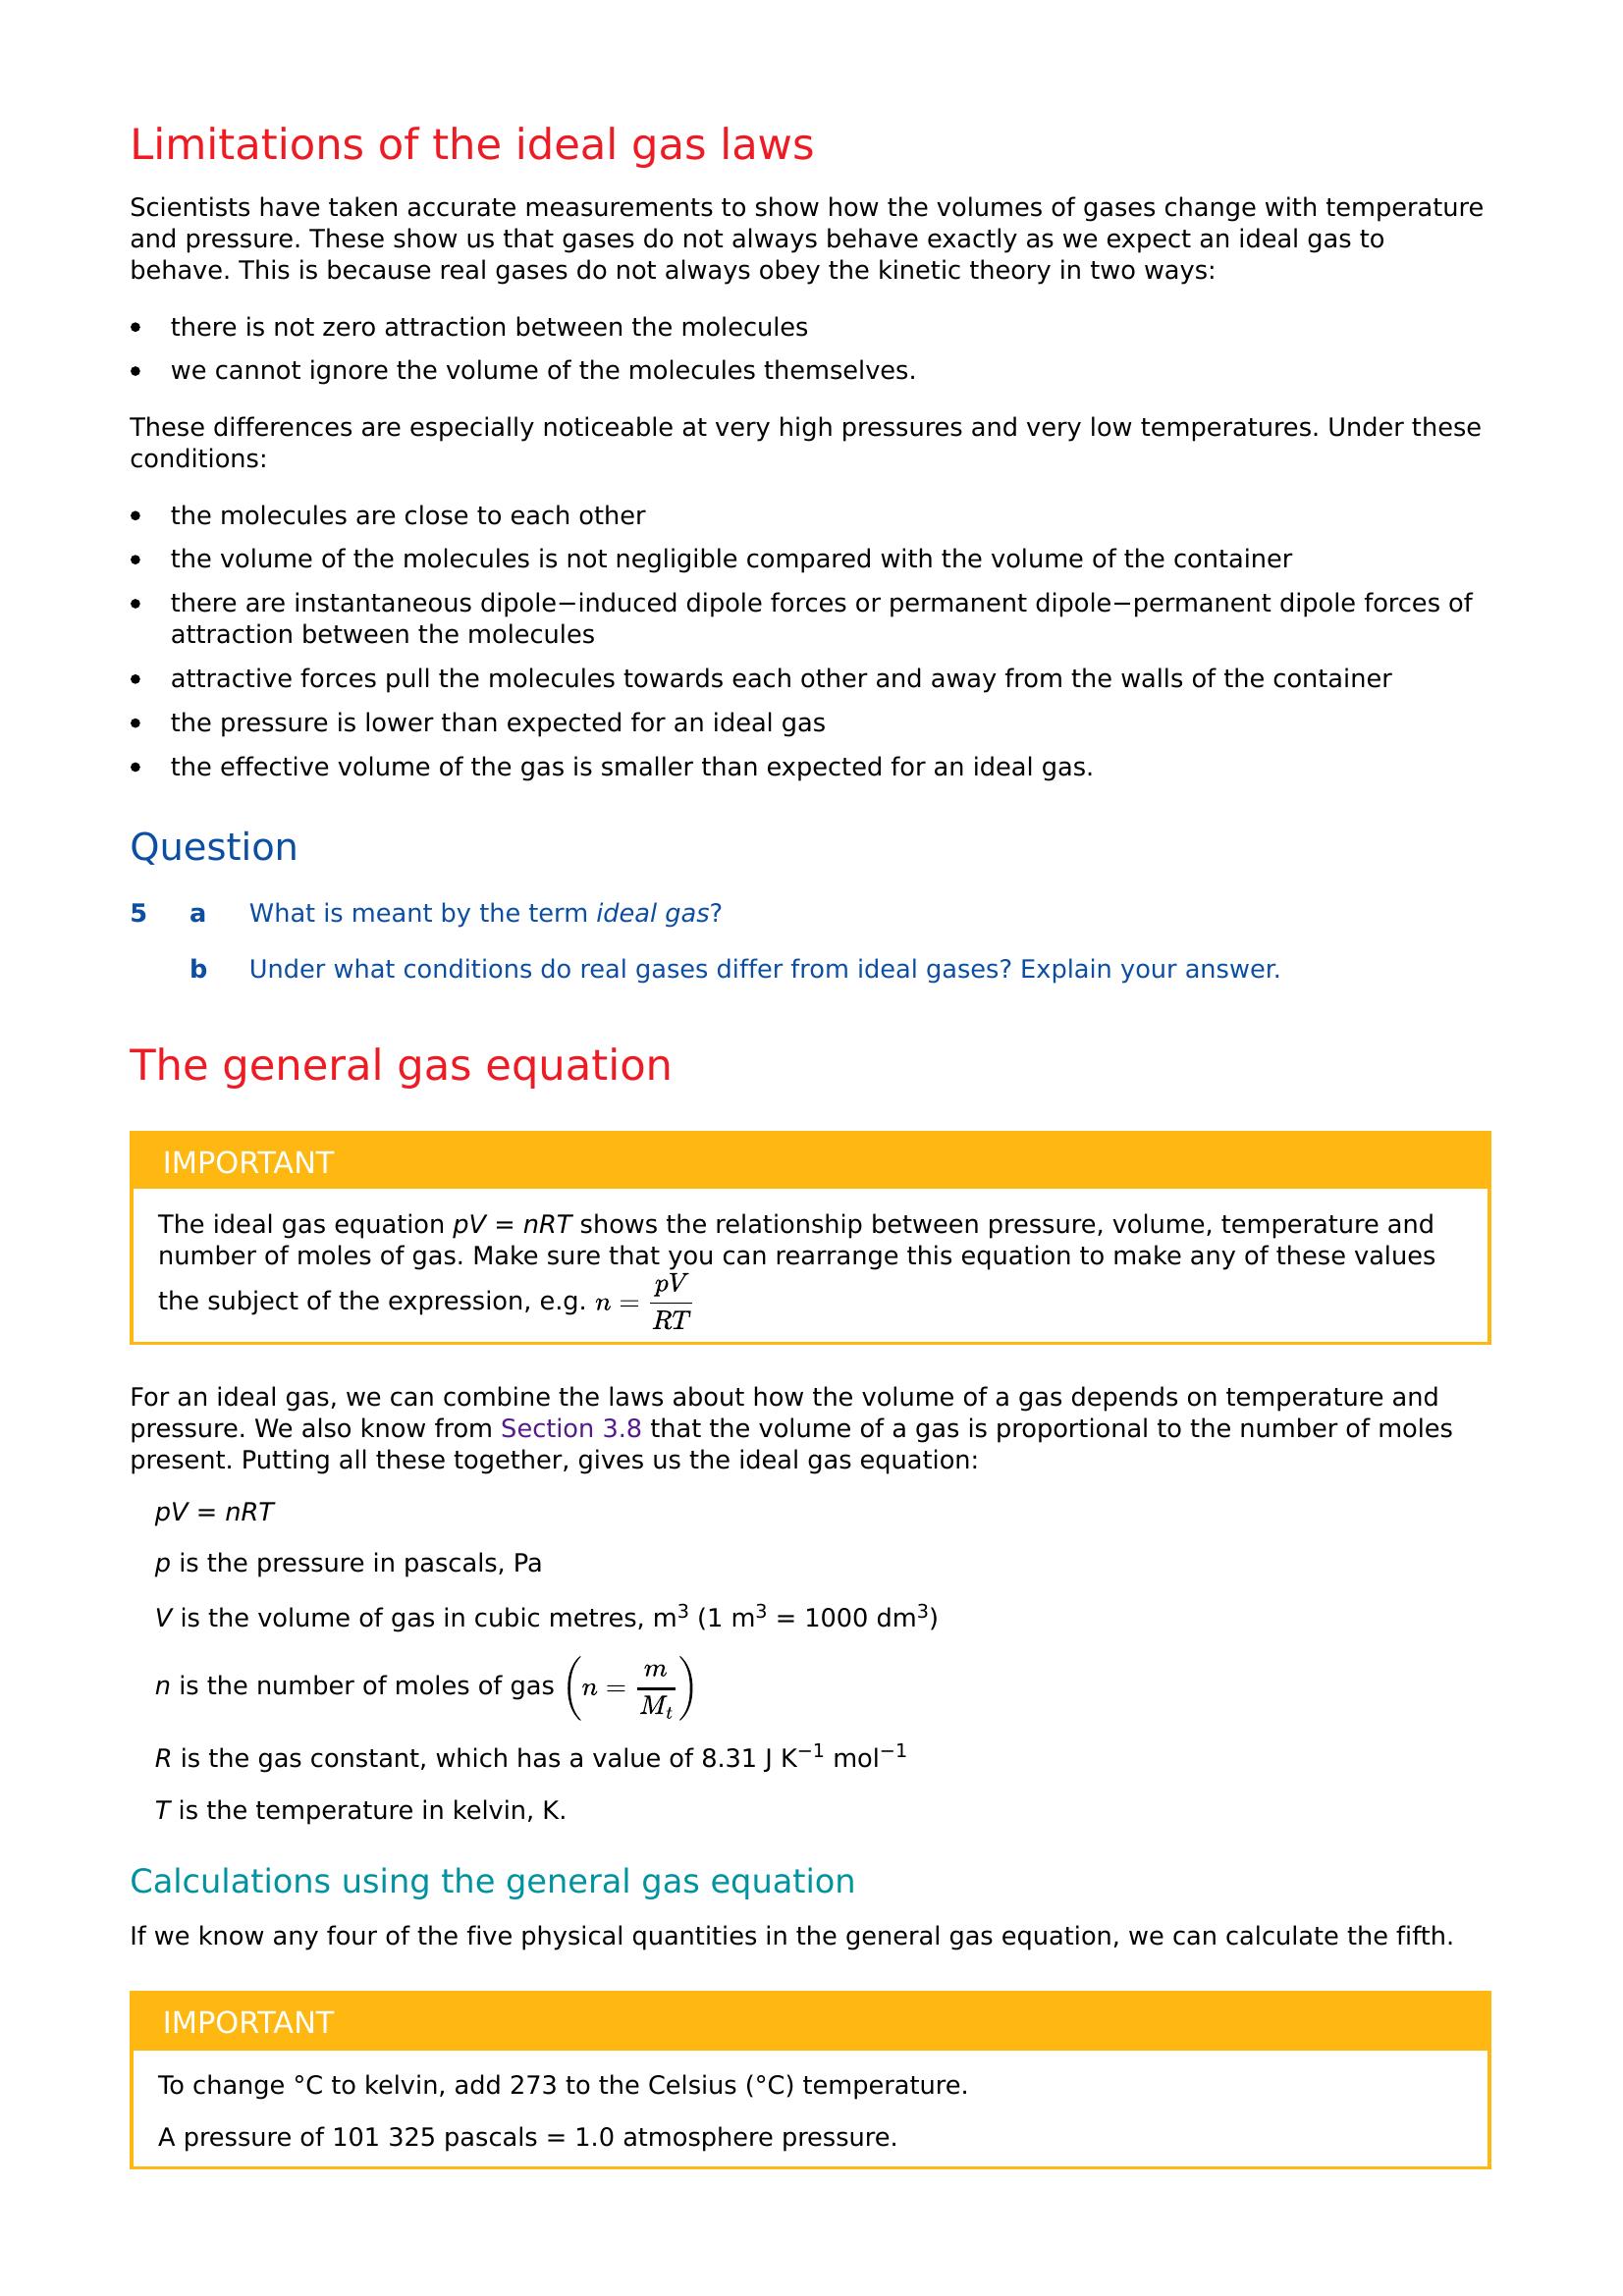 Limitations of the ideal gas laws
Scientists have taken accurate measurements to show how the volumes of gases change with temperature
and pressure. These show us that gases do not always behave exactly as we expect an ideal gas to
behave. This is because real gases do not always obey the kinetic theory in two ways:
• there is not zero attraction between the molecules
• we cannot ignore the volume of the molecules themselves.
These differences are especially noticeable at very high pressures and very low temperatures. Under these
conditions:
• the molecules are close to each other
• the volume of the molecules is not negligible compared with the volume of the container
• there are instantaneous dipole−induced dipole forces or permanent dipole−permanent dipole forces of
attraction between the molecules
• attractive forces pull the molecules towards each other and away from the walls of the container
• the pressure is lower than expected for an ideal gas
• the effective volume of the gas is smaller than expected for an ideal gas.
Question
5 a What is meant by the term ideal gas?
b Under what conditions do real gases differ from ideal gases? Explain your answer.
The general gas equation
IMPORTANT
The ideal gas equation pV = nRT shows the relationship between pressure, volume, temperature and
number of moles of gas. Make sure that you can rearrange this equation to make any of these values
the subject of the expression, e.g. n = pV/RT
For an ideal gas, we can combine the laws about how the volume of a gas depends on temperature and
pressure. We also know from Section 3.8 that the volume of a gas is proportional to the number of moles
present. Putting all these together, gives us the ideal gas equation:
pV = nRT
p is the pressure in pascals, Pa
V is the volume of gas in cubic metres, m³ (1 m³ = 1000 dm³)
n is the number of moles of gas (n = m/Mₜ)
R is the gas constant, which has a value of 8.31 J K⁻¹ mol⁻¹
T is the temperature in kelvin, K.
Calculations using the general gas equation
If we know any four of the five physical quantities in the general gas equation, we can calculate the fifth.
IMPORTANT
To change °C to kelvin, add 273 to the Celsius (°C) temperature.
A pressure of 101 325 pascals = 1.0 atmosphere pressure.